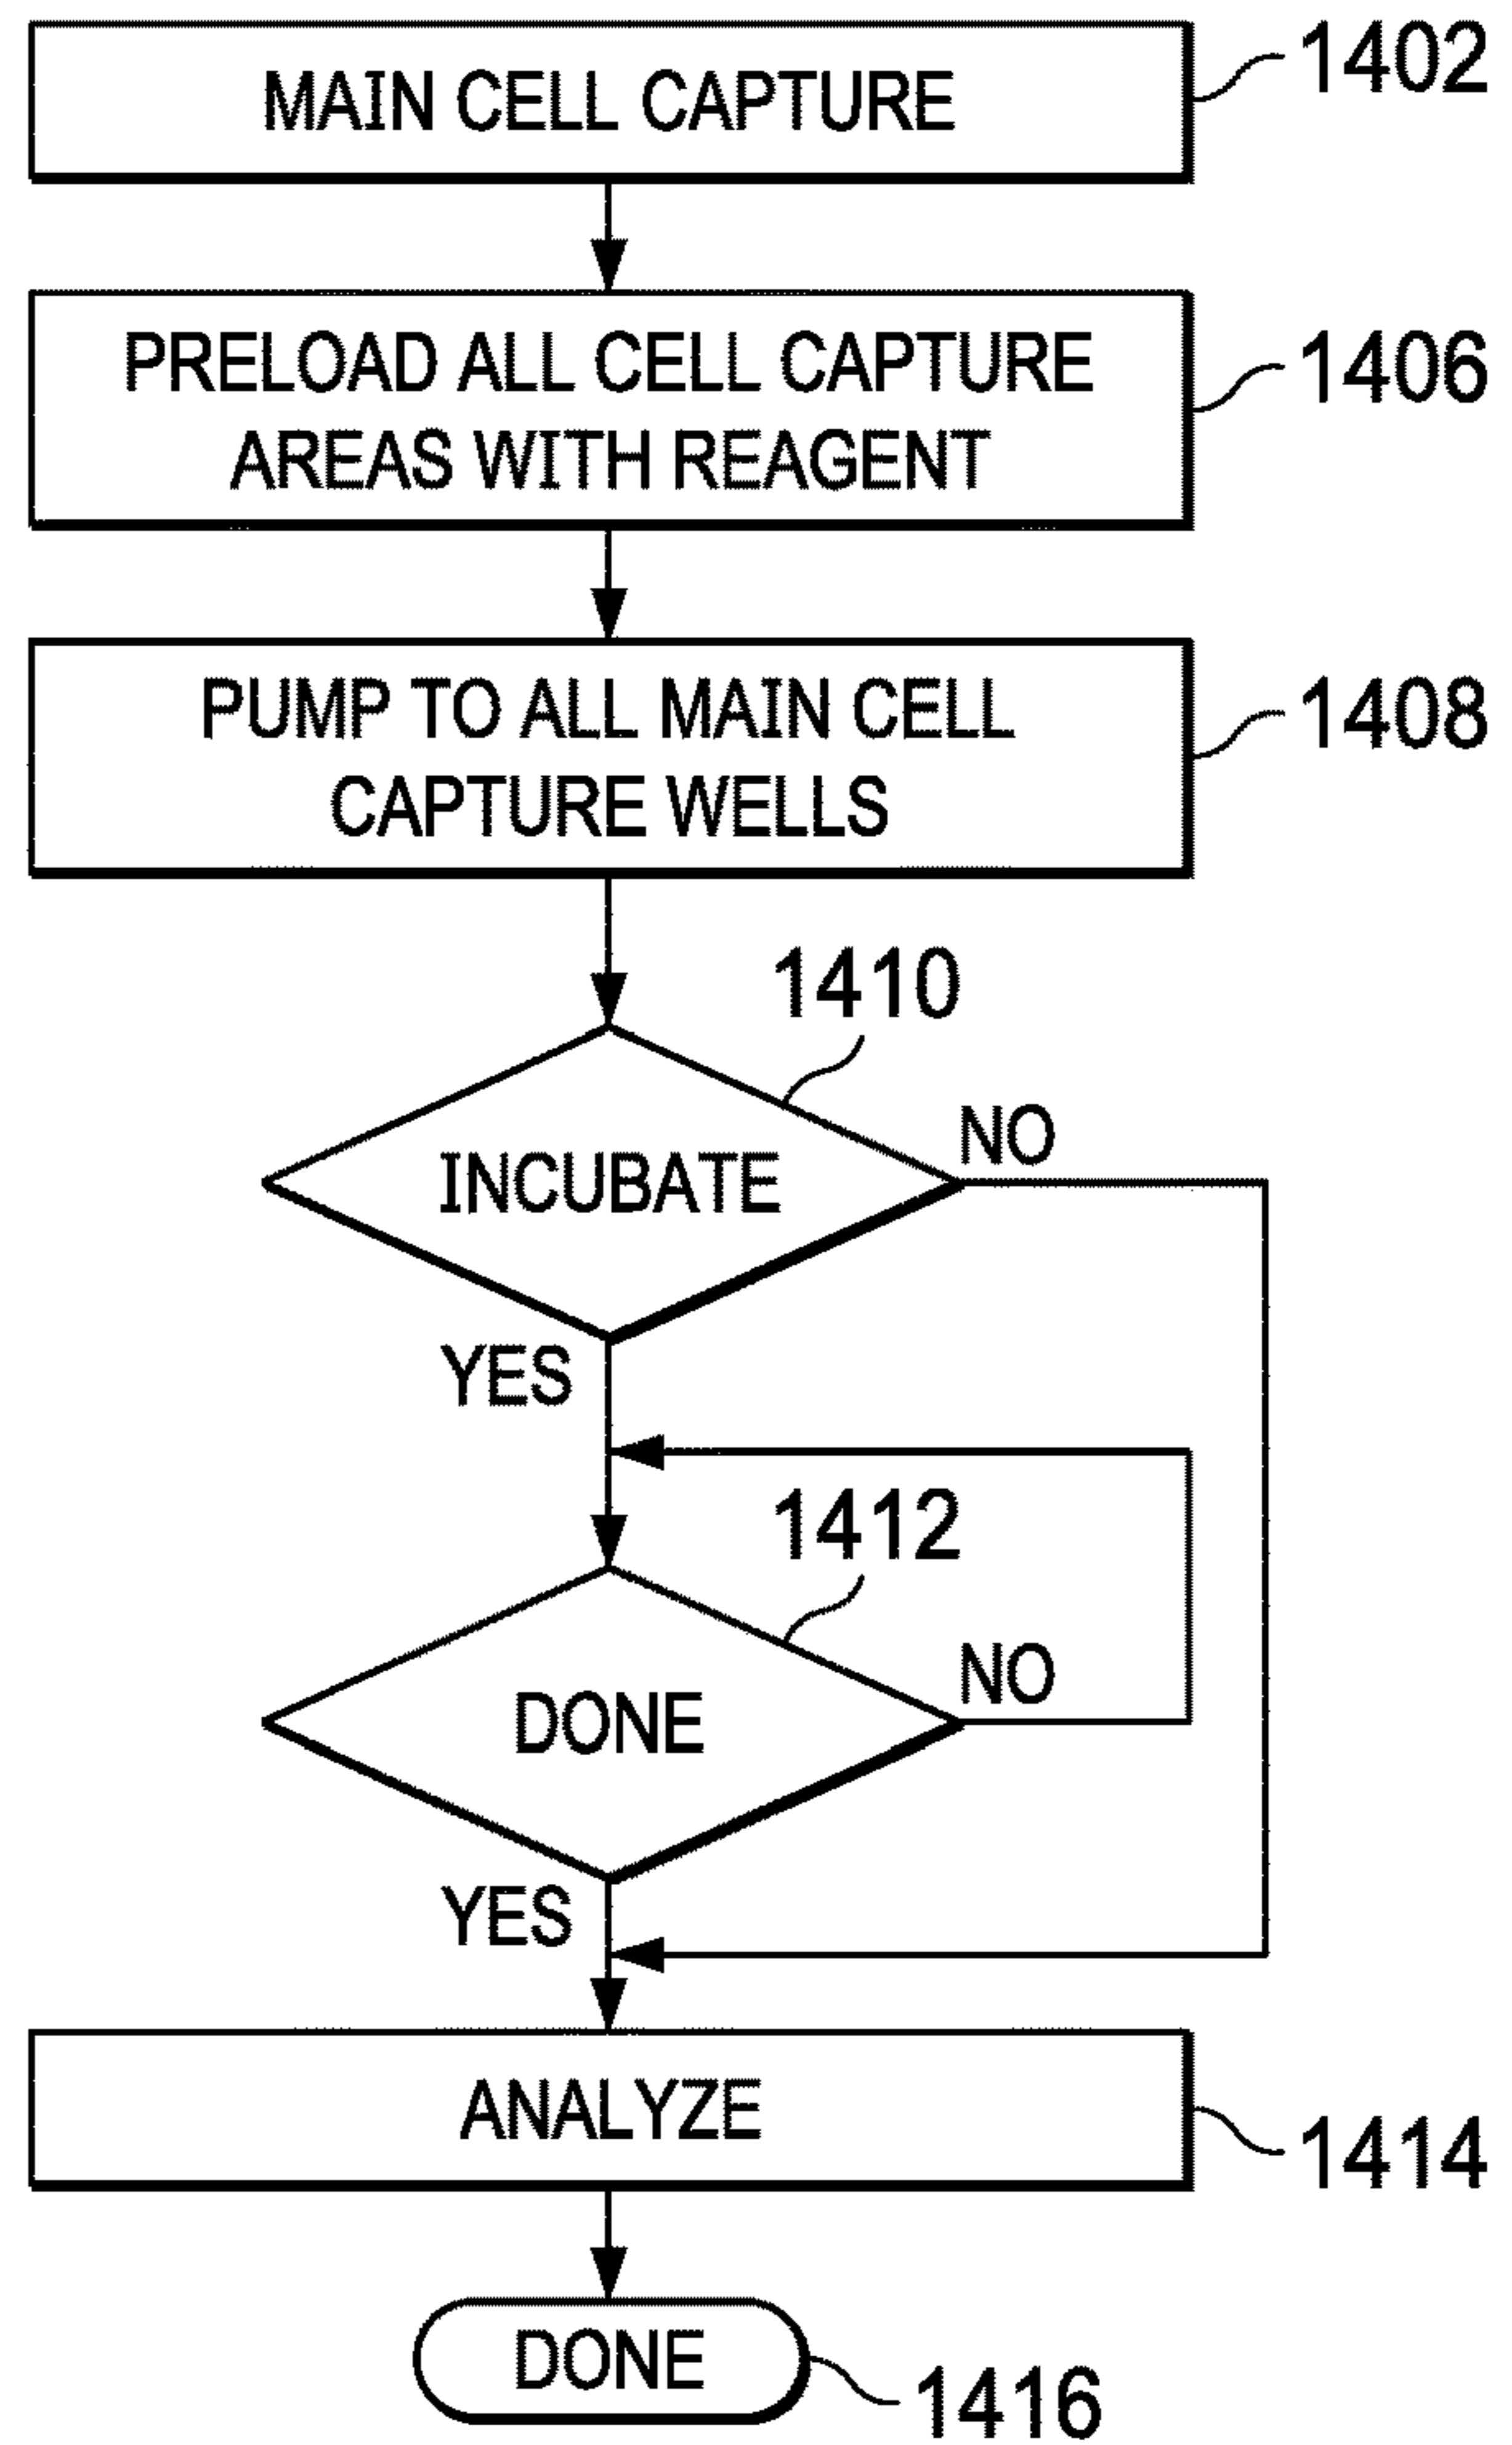 MAIN CELL CAPTURE
1402
PRELOAD ALL CELL CAPTURE
AREAS WITH REAGENT
1406
PUMP TO ALL MAIN CELL
CAPTURE WELLS
1408
1410
INCUBATE
NO
YES
1412
DONE
NO
YES
ANALYZE
1414
DONE
1416